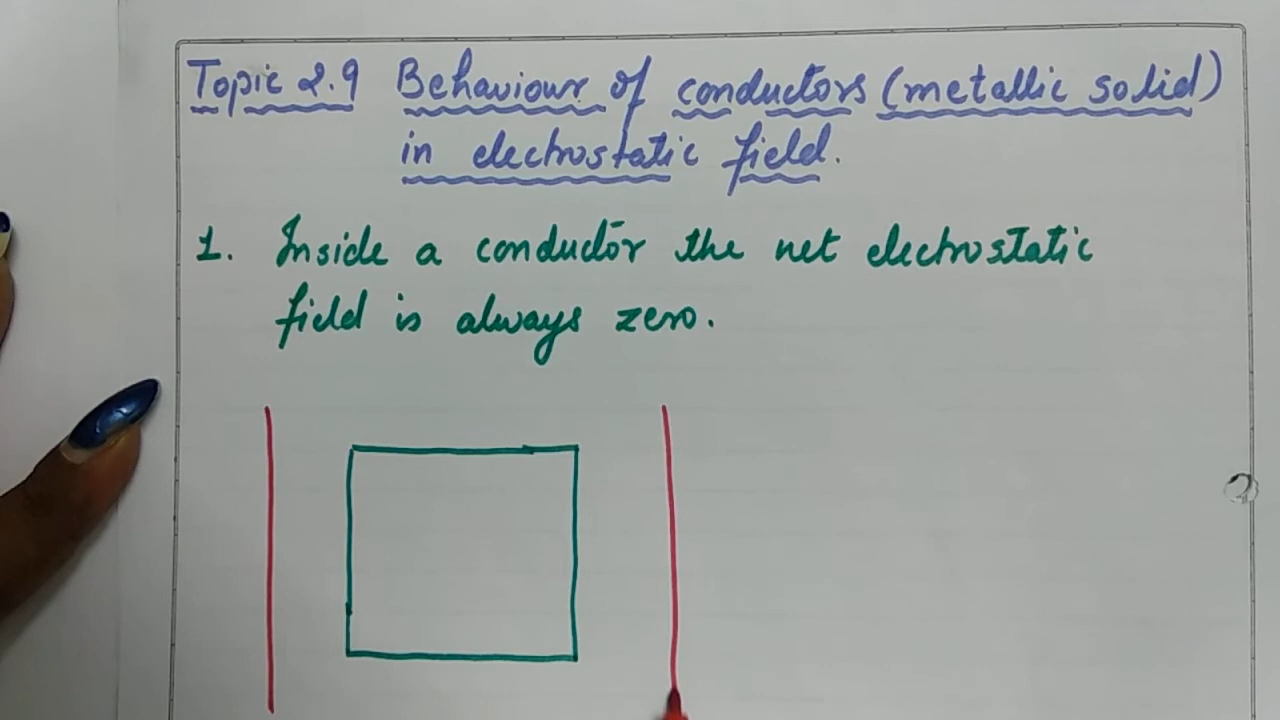 Topic 2.9 Behaviour of conductors (metallic solid)
in electrostatic field.
1. Inside a conductor the net electrostatic
field is always zero.